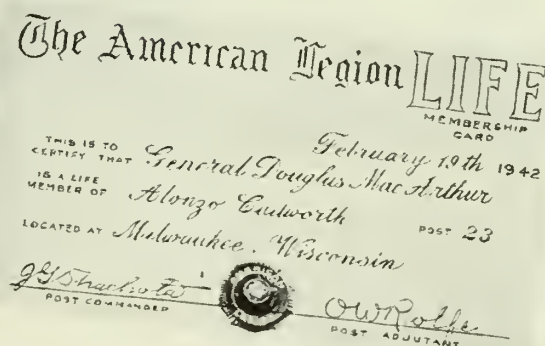 The American Legion LIFE
MEMBERSHIP
CARD
February 19th 1942
THIS IS TO
CERTIFY THAT General Douglas MacArthur
IS A LIFE
MEMBER OF Alonzo Cudworth POST 23
LOCATED AT Milwaukee, Wisconsin
POST COMMANDER
OWRolfe
POST ADJUTANT